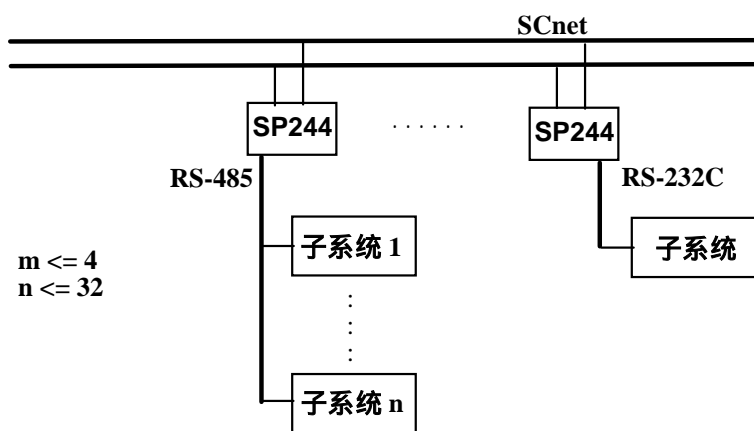 SCnet
SP244
. . . . . .
SP244
RS-485
RS-232C
子系统 1
子系统
m <= 4
n <= 32
子系统 n